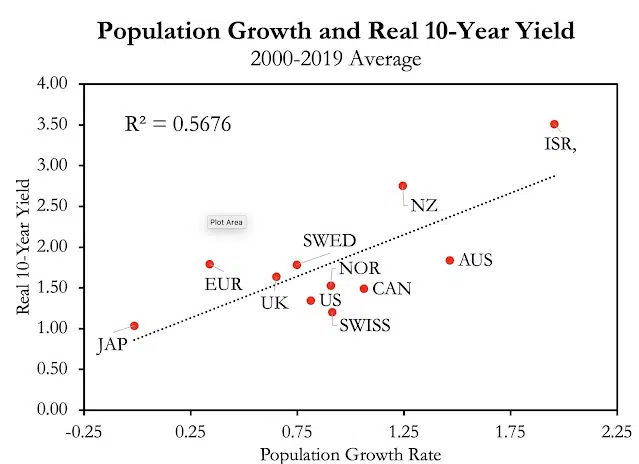 Population Growth and Real 10-Year Yield
2000-2019 Average
4.00
3.50
3.00
2.50
2.00
1.50
1.00
0.50
0.00
Real 10-Year Yield
R² = 0.5676
Plot Area
ISR,
NZ
SWED
AUS
NOR
EUR
CAN
UK
US
SWISS
JAP
-0.25
0.25
0.75
1.25
1.75
2.25
Population Growth Rate